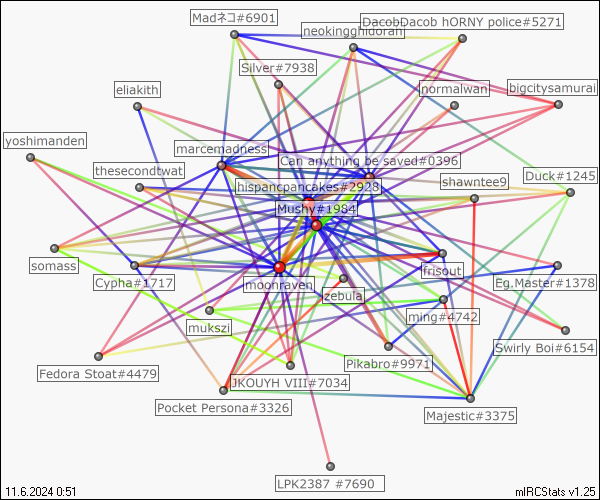 Madネコ#6901
DacobDacob hORNY police#5271
neokingghidorah
Silver#7938
eliakith
normalwan
bigcitysamurai
yoshimanden
marcemadness
Can anything be saved#0396
thesecondtwat
hispancpancakes#2928
shawntee9
Duck#1245
Mushy#1984
somass
Cypha#1717
moonraven
frisout
Eg.Master#1378
zebula
mukszi
ming#4742
Swirly Boi#6154
Fedora Stoat#4479
Pikabro#9971
JKOUYH VIII#7034
Pocket Persona#3326
Majestic#3375
LPK2387 #7690
11.6.2024 0:51
mIRCStats v1.25